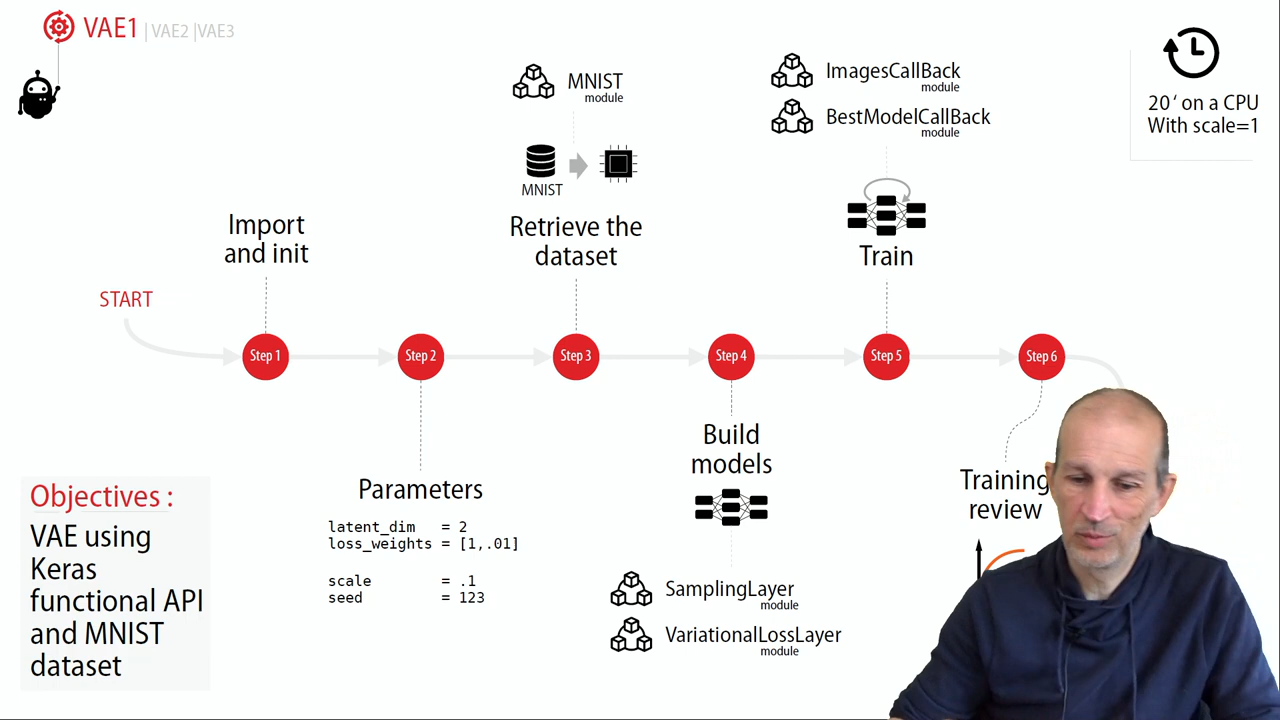 VAE1 | VAE2 |VAE3
MNIST
module
ImagesCallBack
module
BestModelCallBack
module
20‘ on a CPU
With scale=1
MNIST
Import
and init
Retrieve the
dataset
Train
START
Step 1
Step 2
Step 3
Step 4
Step 5
Step 6
Build
models
Parameters
latent_dim = 2
loss_weights = [1,.01]
scale = .1
seed = 123
Training
review
SamplingLayer
module
VariationalLossLayer
module
Objectives :
VAE using
Keras
functional API
and MNIST
dataset